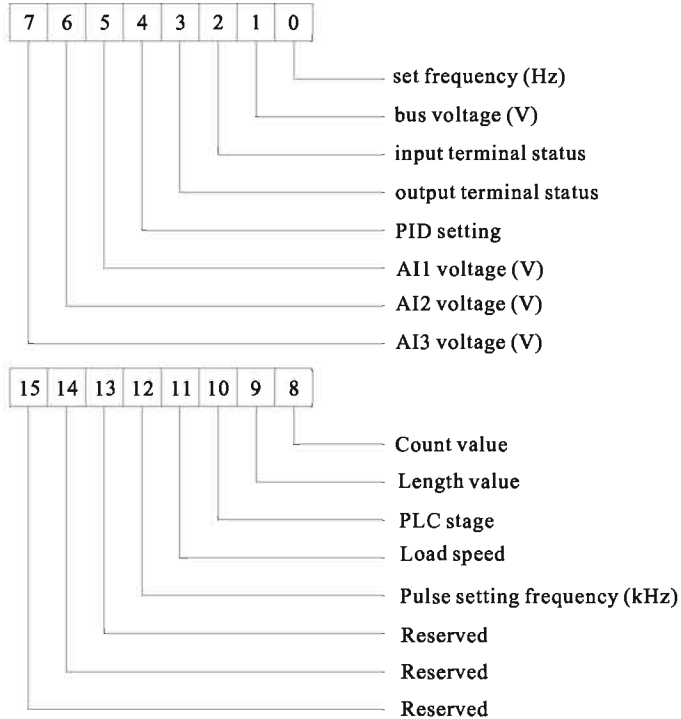 7 6 5 4 3 2 1 0
set frequency (Hz)
bus voltage (V)
input terminal status
output terminal status
PID setting
AI1 voltage (V)
AI2 voltage (V)
AI3 voltage (V)
15 14 13 12 11 10 9 8
Count value
Length value
PLC stage
Load speed
Pulse setting frequency (kHz)
Reserved
Reserved
Reserved